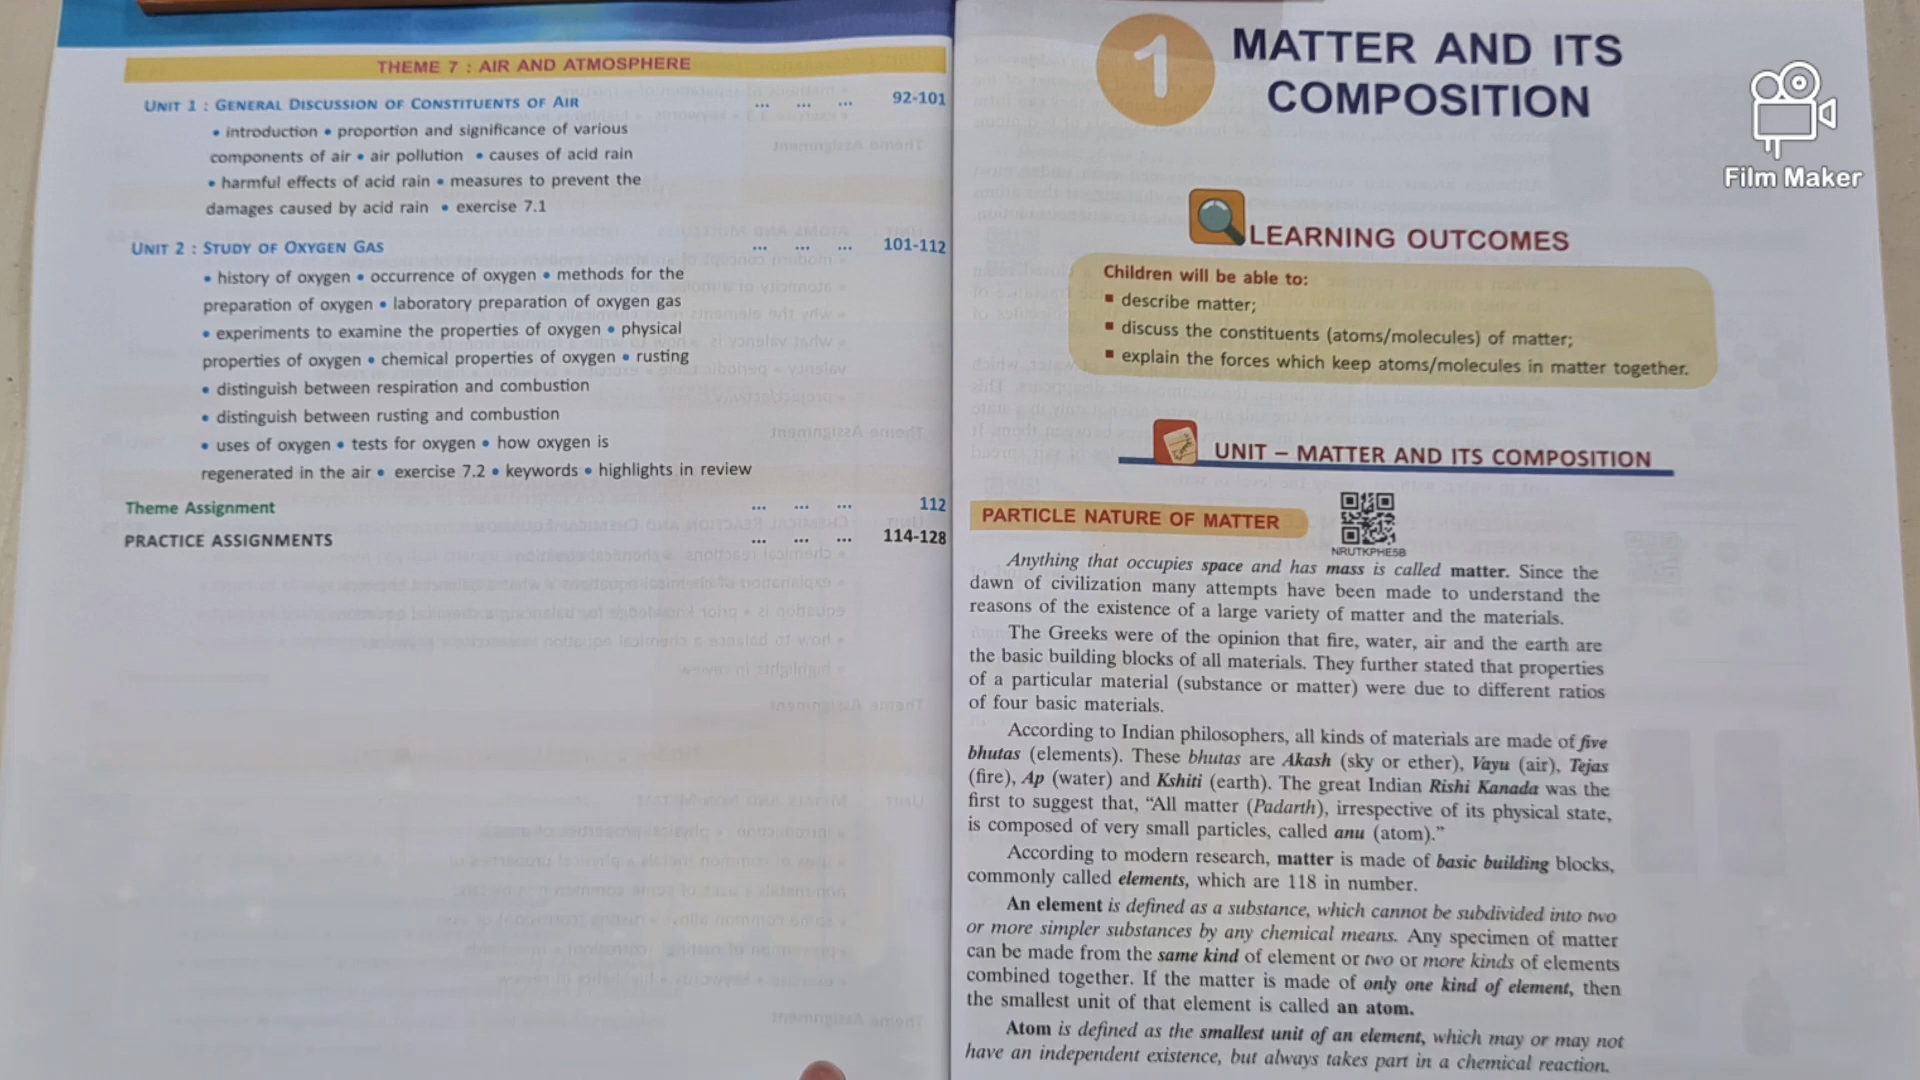 THEME 7 : AIR AND ATMOSPHERE
UNIT 1 : GENERAL DISCUSSION OF CONSTITUENTS OF AIR ... ... ... 92-101
• introduction • proportion and significance of various
components of air • air pollution • causes of acid rain
• harmful effects of acid rain • measures to prevent the
damages caused by acid rain • exercise 7.1
UNIT 2 : STUDY OF OXYGEN GAS ... ... ... 101-112
• history of oxygen • occurrence of oxygen • methods for the
preparation of oxygen • laboratory preparation of oxygen gas
• experiments to examine the properties of oxygen • physical
properties of oxygen • chemical properties of oxygen • rusting
• distinguish between respiration and combustion
• distinguish between rusting and combustion
• uses of oxygen • tests for oxygen • how oxygen is
regenerated in the air • exercise 7.2 • keywords • highlights in review
Theme Assignment ... ... ... 112
PRACTICE ASSIGNMENTS ... ... ... 114-128
1 MATTER AND ITS
COMPOSITION
Film Maker
LEARNING OUTCOMES
Children will be able to:
▪ describe matter;
▪ discuss the constituents (atoms/molecules) of matter;
▪ explain the forces which keep atoms/molecules in matter together.
UNIT – MATTER AND ITS COMPOSITION
PARTICLE NATURE OF MATTER
NRUTKPHE5B
Anything that occupies space and has mass is called matter. Since the
dawn of civilization many attempts have been made to understand the
reasons of the existence of a large variety of matter and the materials.
The Greeks were of the opinion that fire, water, air and the earth are
the basic building blocks of all materials. They further stated that properties
of a particular material (substance or matter) were due to different ratios
of four basic materials.
According to Indian philosophers, all kinds of materials are made of five
bhutas (elements). These bhutas are Akash (sky or ether), Vayu (air), Tejas
(fire), Ap (water) and Kshiti (earth). The great Indian Rishi Kanada was the
first to suggest that, “All matter (Padarth), irrespective of its physical state,
is composed of very small particles, called anu (atom).”
According to modern research, matter is made of basic building blocks,
commonly called elements, which are 118 in number.
An element is defined as a substance, which cannot be subdivided into two
or more simpler substances by any chemical means. Any specimen of matter
can be made from the same kind of element or two or more kinds of elements
combined together. If the matter is made of only one kind of element, then
the smallest unit of that element is called an atom.
Atom is defined as the smallest unit of an element, which may or may not
have an independent existence, but always takes part in a chemical reaction.